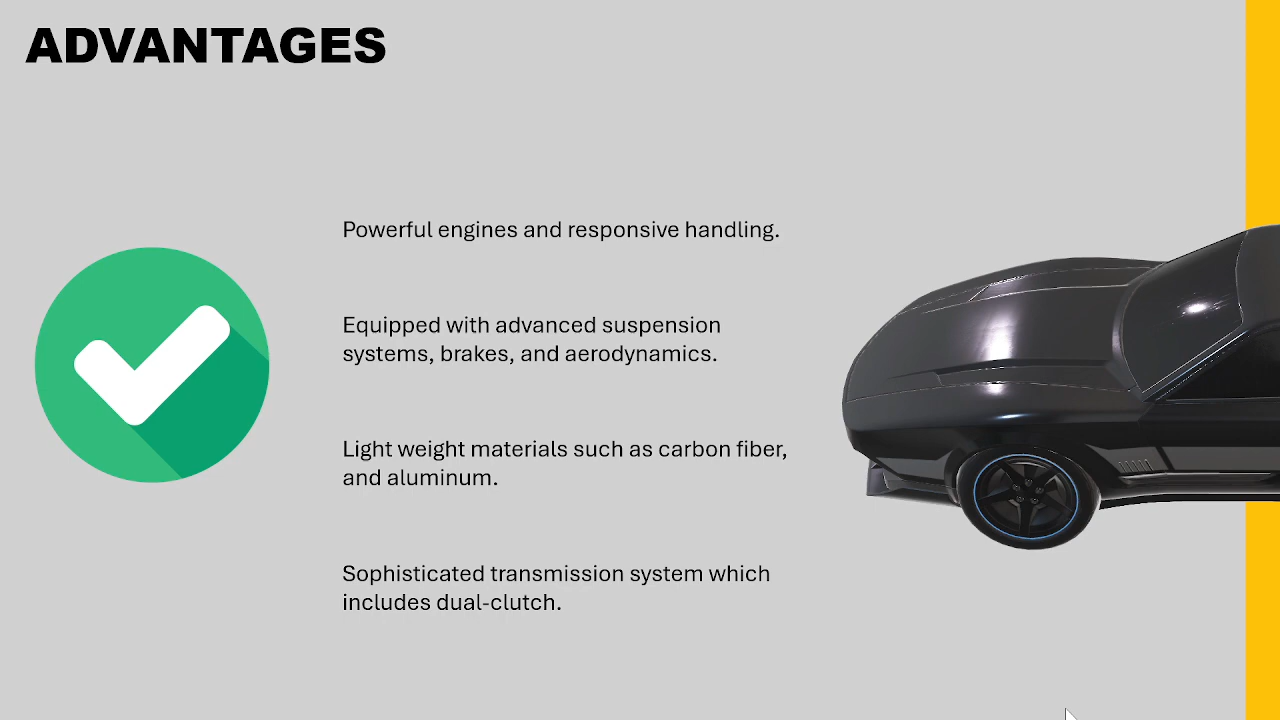 ADVANTAGES
Powerful engines and responsive handling.
Equipped with advanced suspension
systems, brakes, and aerodynamics.
Light weight materials such as carbon fiber,
and aluminum.
Sophisticated transmission system which
includes dual-clutch.